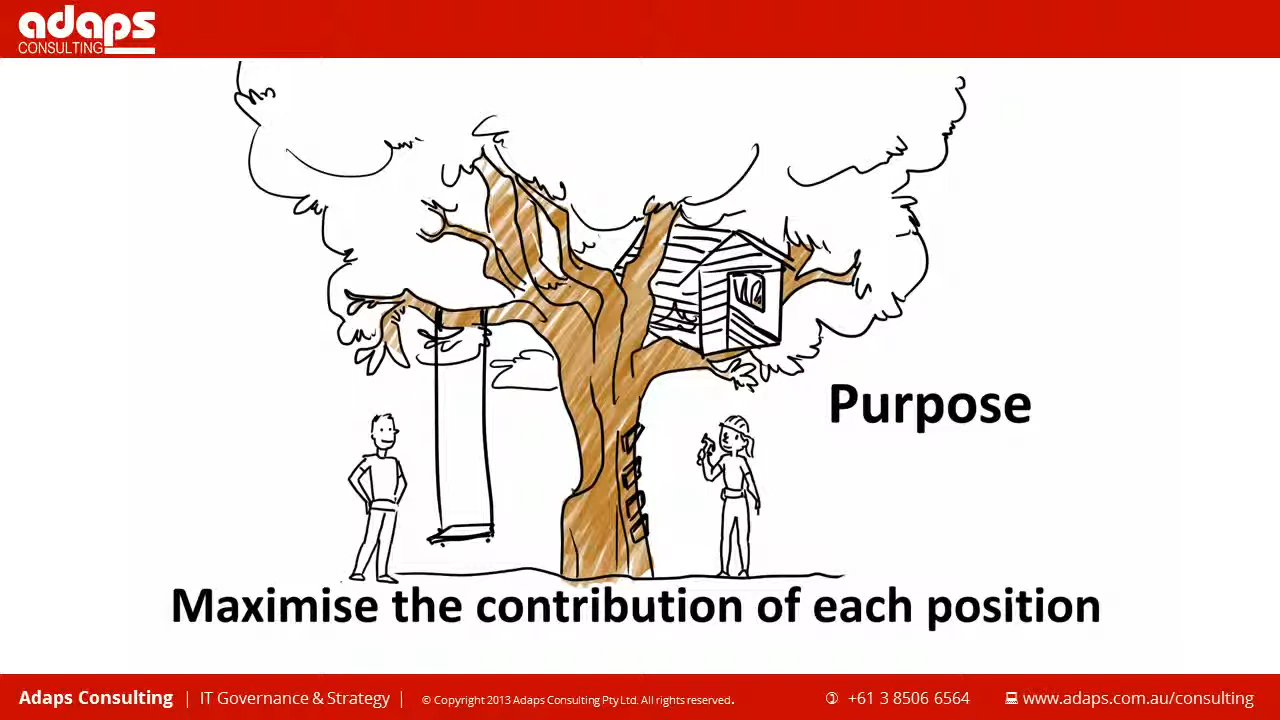 adaps
CONSULTING
Purpose
Maximise the contribution of each position
Adaps Consulting | IT Governance & Strategy | © Copyright 2013 Adaps Consulting Pty Ltd. All rights reserved. +61 3 8506 6564 www.adaps.com.au/consulting